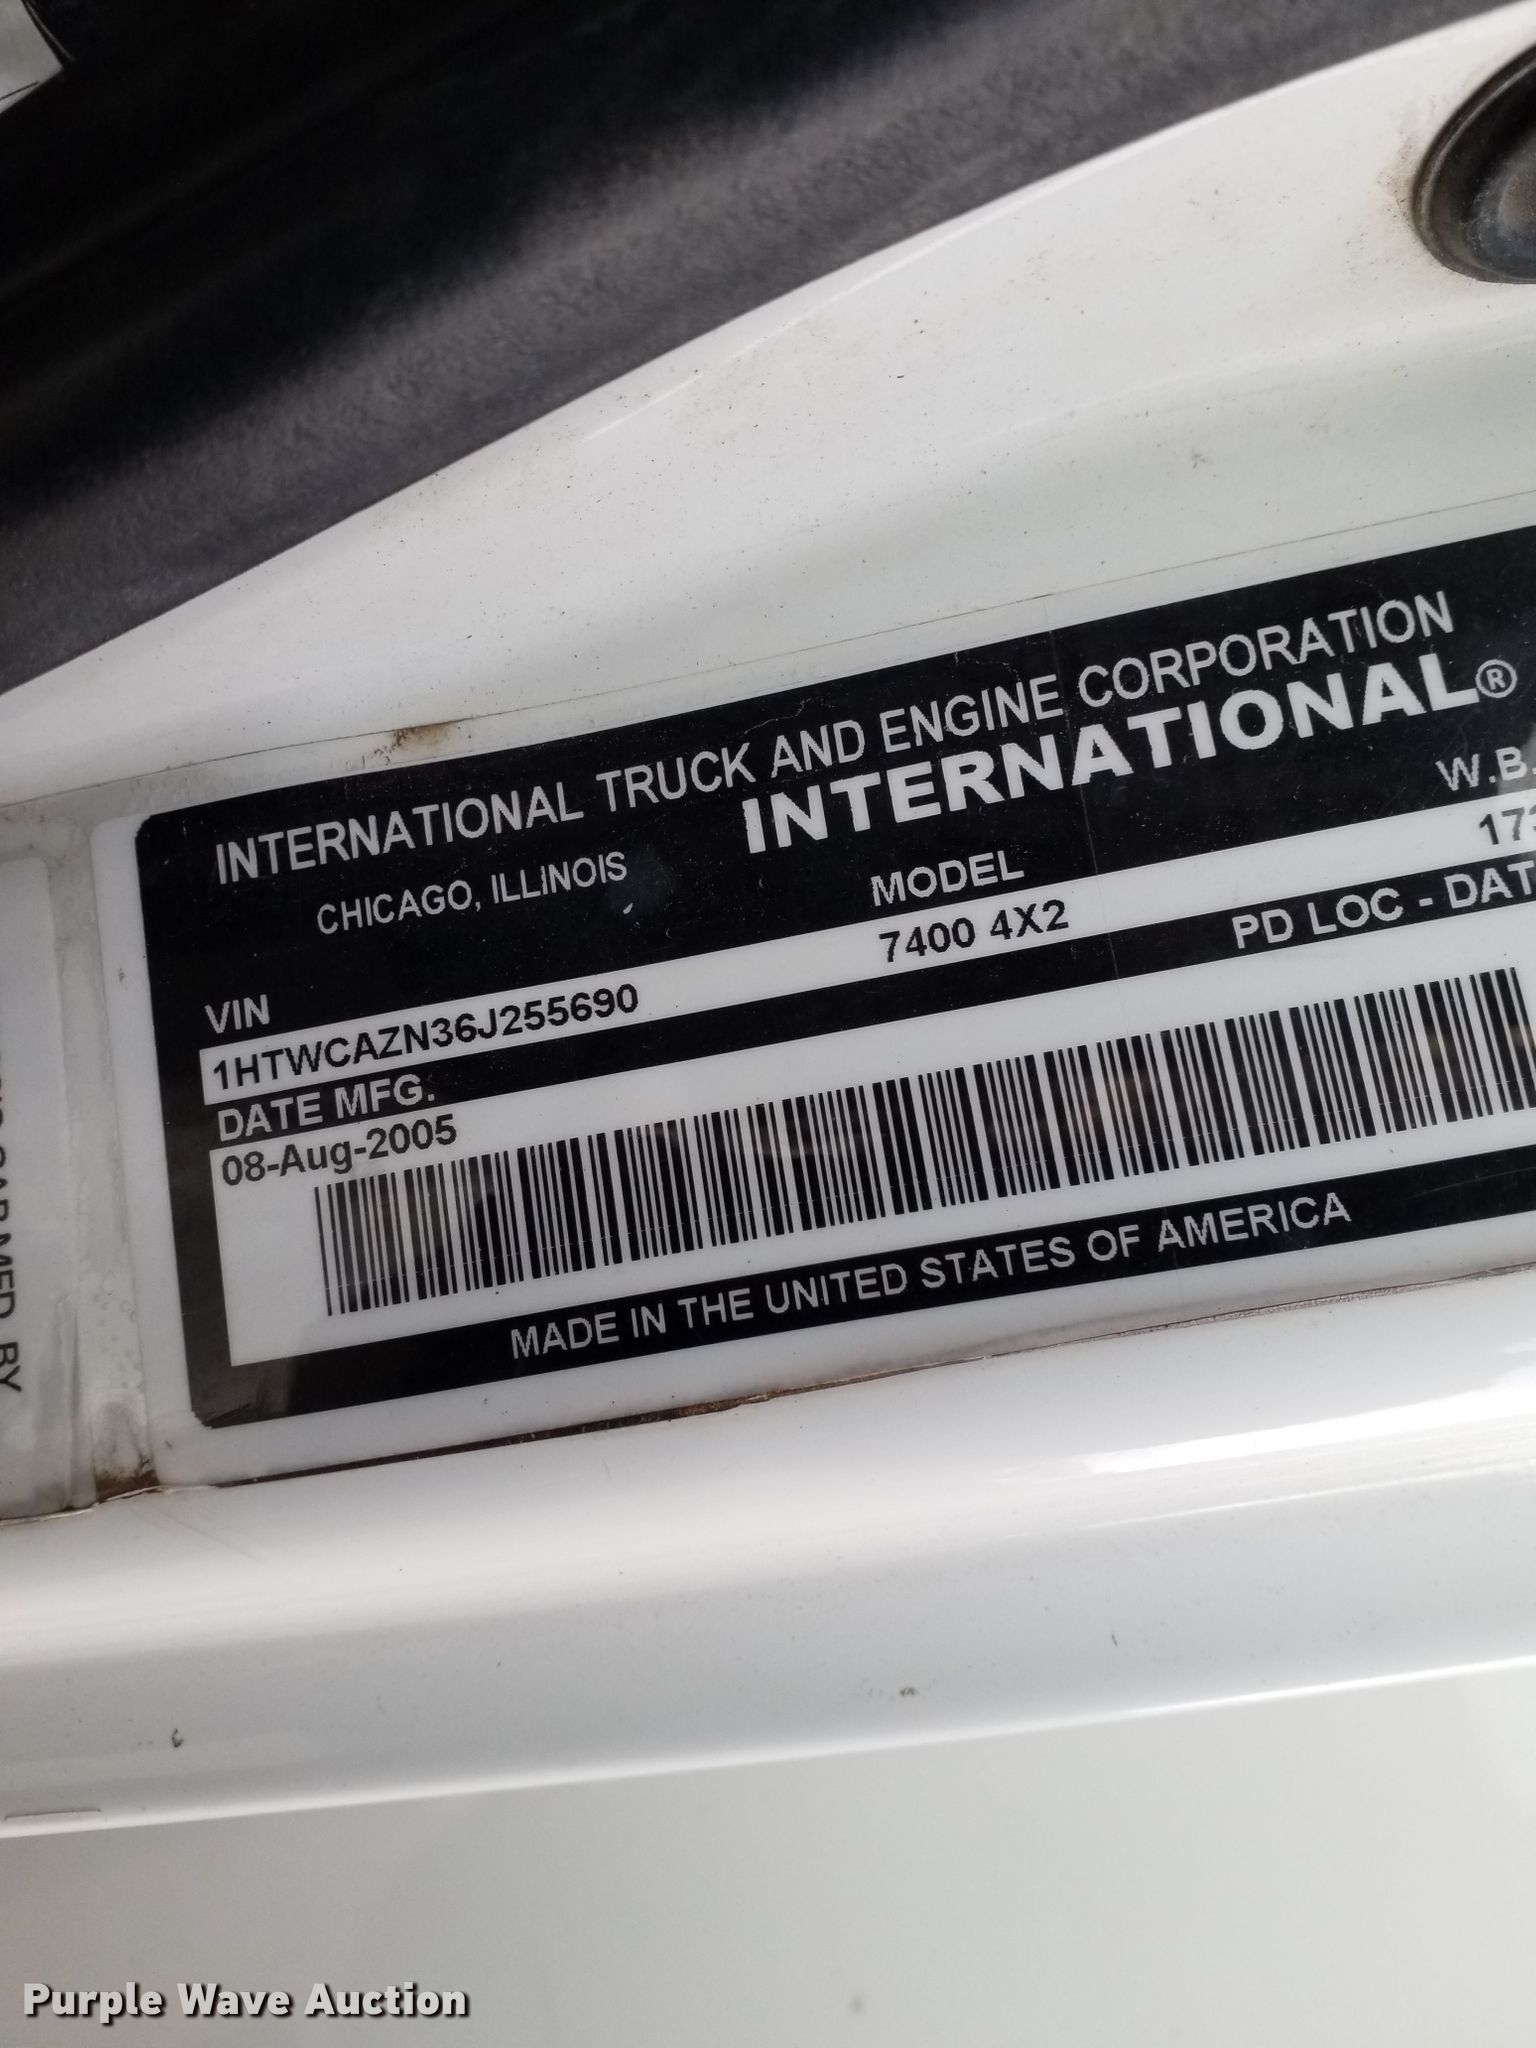 INTERNATIONAL TRUCK AND ENGINE CORPORATION
CHICAGO, ILLINOIS
INTERNATIONAL®
VIN
MODEL
W.B.
1HTWCAZN36J255690
7400 4X2
DATE MFG.
PD LOC - DAT
08-Aug-2005
MADE IN THE UNITED STATES OF AMERICA
BY
Purple Wave Auction